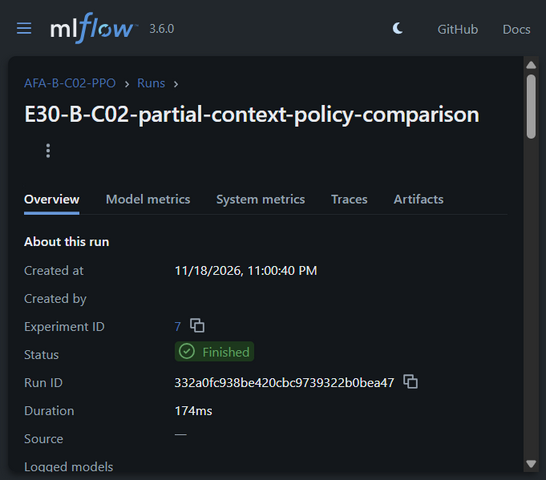 mlflow™ 3.6.0 GitHub Docs
AFA-B-C02-PPO › Runs ›
E30-B-C02-partial-context-policy-comparison
Overview Model metrics System metrics Traces Artifacts
About this run
Created at 11/18/2026, 11:00:40 PM
Created by
Experiment ID 7
Status Finished
Run ID 332a0fc938be420cbc9739322b0bea47
Duration 174ms
Source —
Logged models